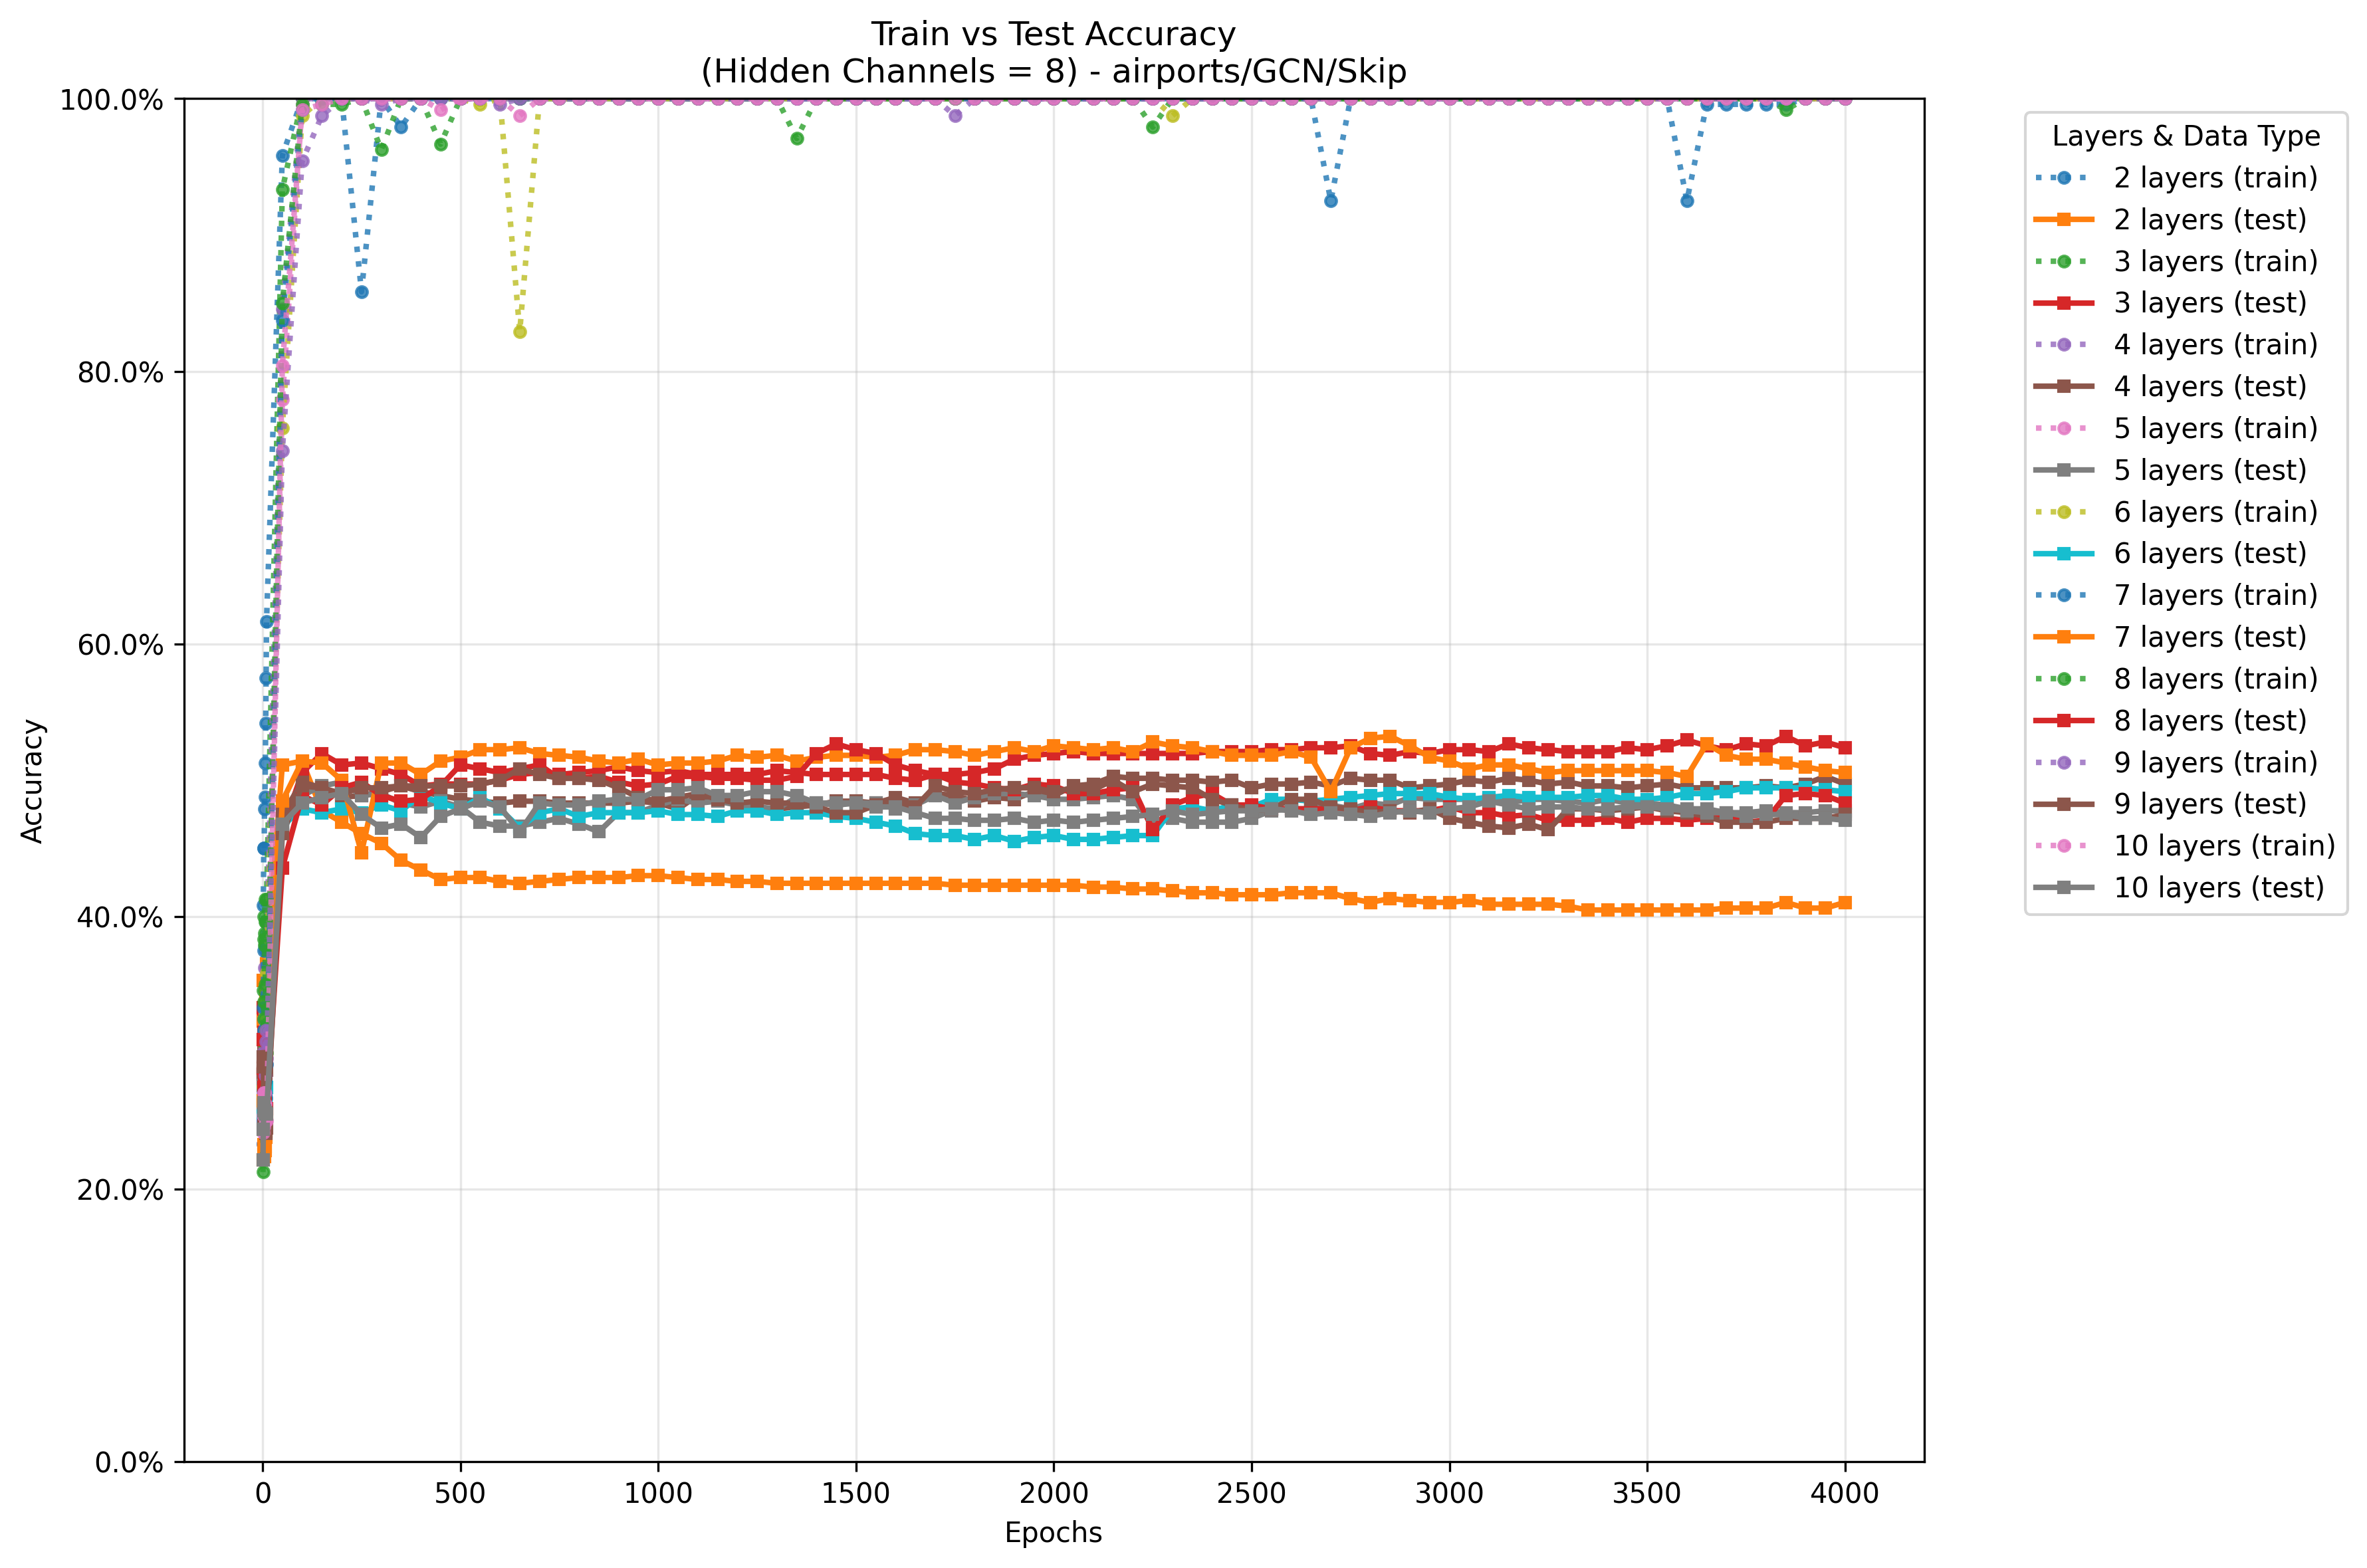 Train vs Test Accuracy
(Hidden Channels = 8) - airports/GCN/Skip
100.0%
80.0%
60.0%
40.0%
20.0%
0.0%
Accuracy
0
500
1000
1500
2000
2500
3000
3500
4000
Epochs
Layers & Data Type
2 layers (train)
2 layers (test)
3 layers (train)
3 layers (test)
4 layers (train)
4 layers (test)
5 layers (train)
5 layers (test)
6 layers (train)
6 layers (test)
7 layers (train)
7 layers (test)
8 layers (train)
8 layers (test)
9 layers (train)
9 layers (test)
10 layers (train)
10 layers (test)